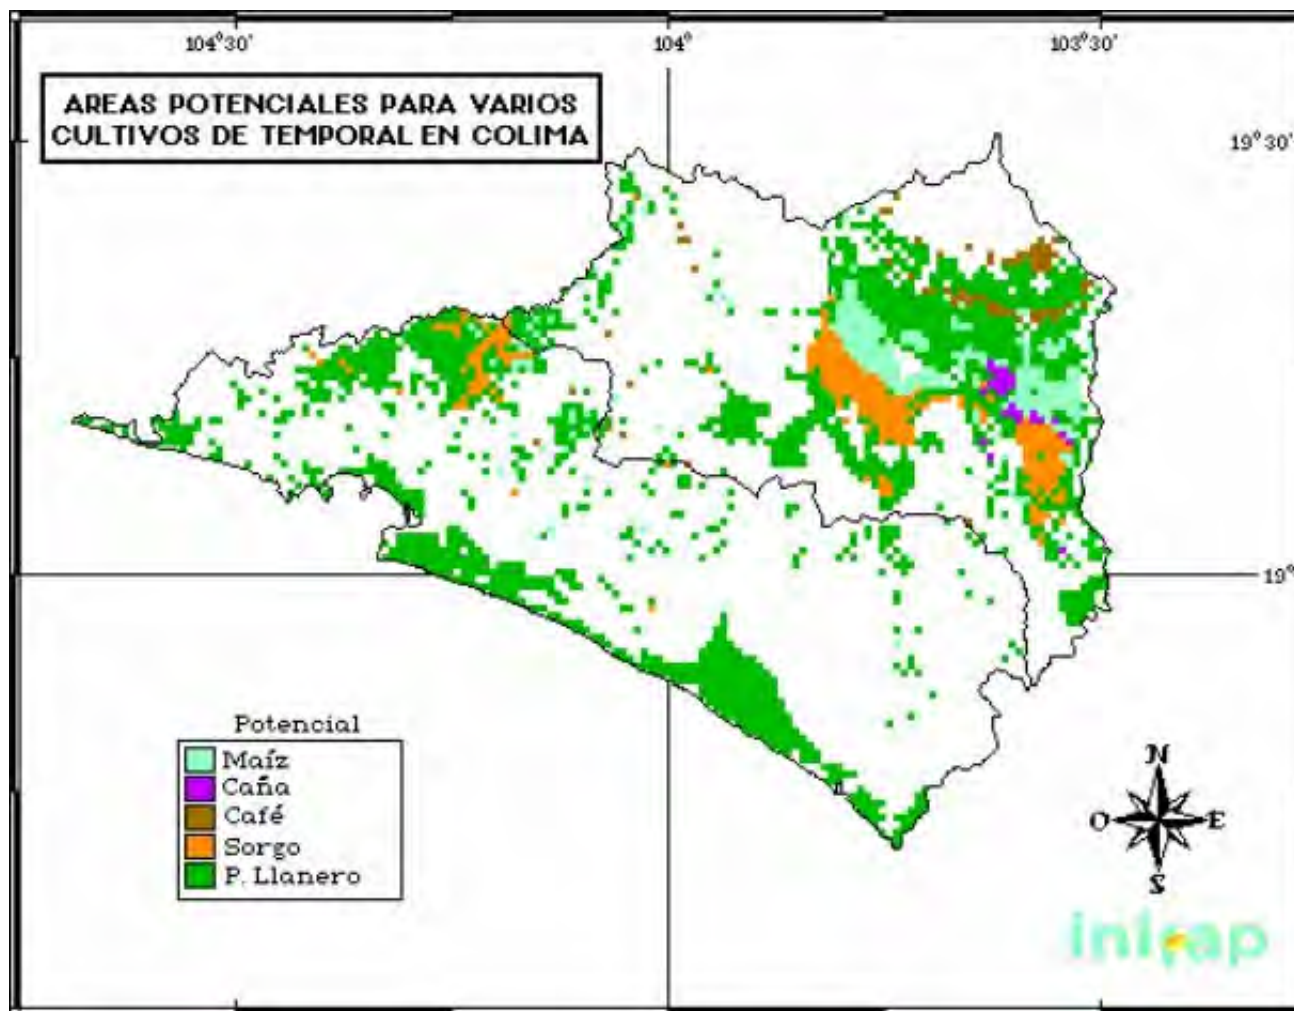 104°30'
104°
103°30'
AREAS POTENCIALES PARA VARIOS
CULTIVOS DE TEMPORAL EN COLIMA
19°30'
19°
Potencial
Maíz
Caña
Café
Sorgo
P. Llanero
N
O
E
S
inifap